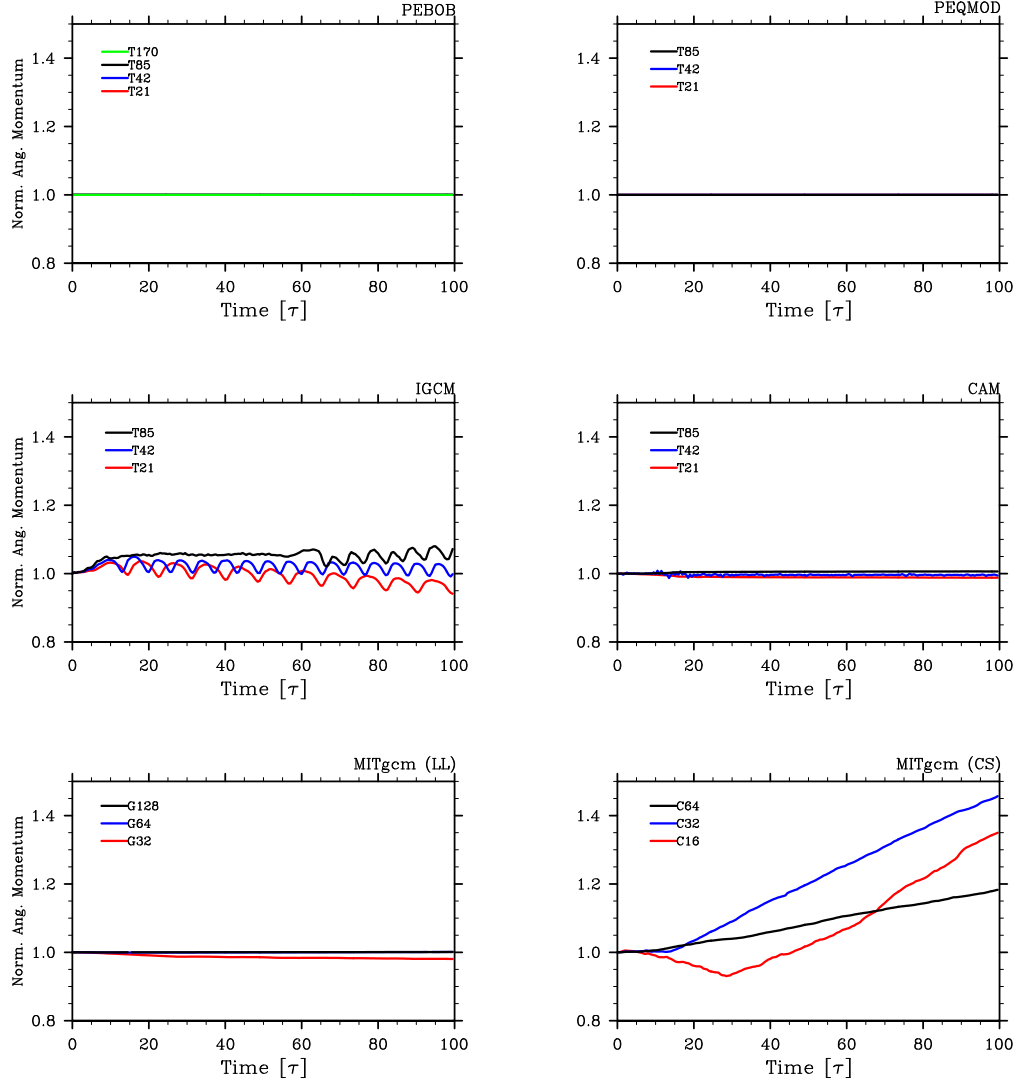 PEBOB
Norm. Ang. Momentum
1.4
1.2
1.0
0.8
T170
T85
T42
T21
0 20 40 60 80 100
Time [τ]
PEQMOD
1.4
1.2
1.0
0.8
T85
T42
T21
0 20 40 60 80 100
Time [τ]
IGCM
Norm. Ang. Momentum
1.4
1.2
1.0
0.8
T85
T42
T21
0 20 40 60 80 100
Time [τ]
CAM
1.4
1.2
1.0
0.8
T85
T42
T21
0 20 40 60 80 100
Time [τ]
MITgcm (LL)
Norm. Ang. Momentum
1.4
1.2
1.0
0.8
G128
G64
G32
0 20 40 60 80 100
Time [τ]
MITgcm (CS)
1.4
1.2
1.0
0.8
C64
C32
C16
0 20 40 60 80 100
Time [τ]